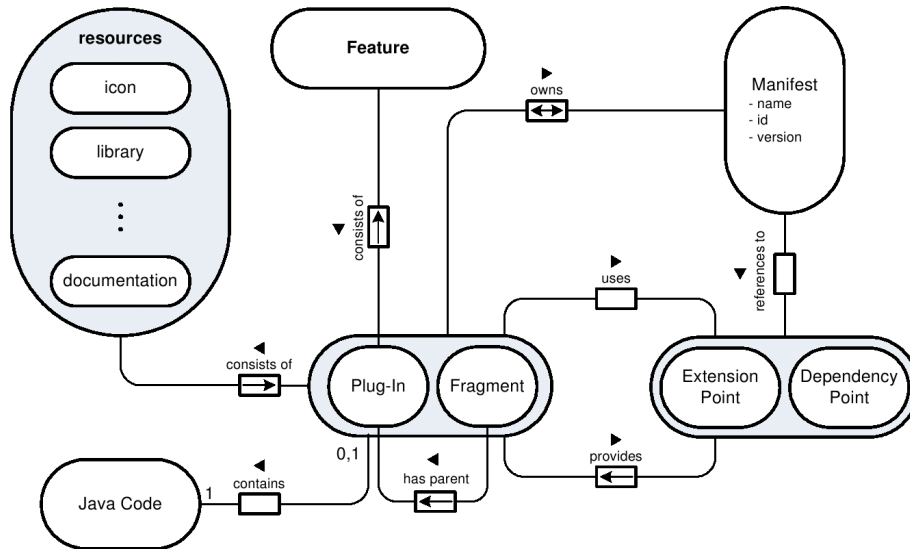 resources
icon
library
documentation
Feature
consists of
owns
Manifest
- name
- id
- version
references to
uses
consists of
Plug-In
Fragment
Extension
Point
Dependency
Point
0,1
has parent
provides
Java Code
1
contains